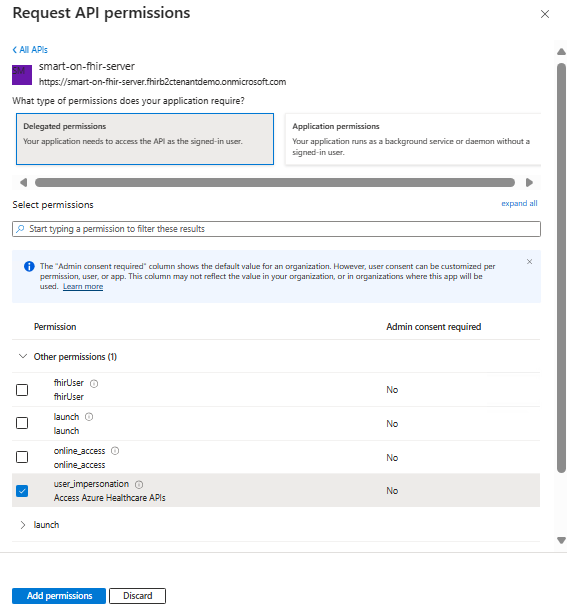 Request API permissions
All APIs
SM
smart-on-fhir-server
https://smart-on-fhir-server.fhirb2ctenantdemo.onmicrosoft.com
What type of permissions does your application require?
Delegated permissions
Your application needs to access the API as the signed-in user.
Application permissions
Your application runs as a background service or daemon without a
signed-in user.
Select permissions
expand all
Start typing a permission to filter these results
The "Admin consent required" column shows the default value for an organization. However, user consent can be customized per
permission, user, or app. This column may not reflect the value in your organization, or in organizations where this app will be
used. Learn more
Permission
Admin consent required
Other permissions (1)
fhirUser
fhirUser
No
launch
launch
No
online_access
online_access
No
user_impersonation
Access Azure Healthcare APIs
No
launch
Add permissions
Discard